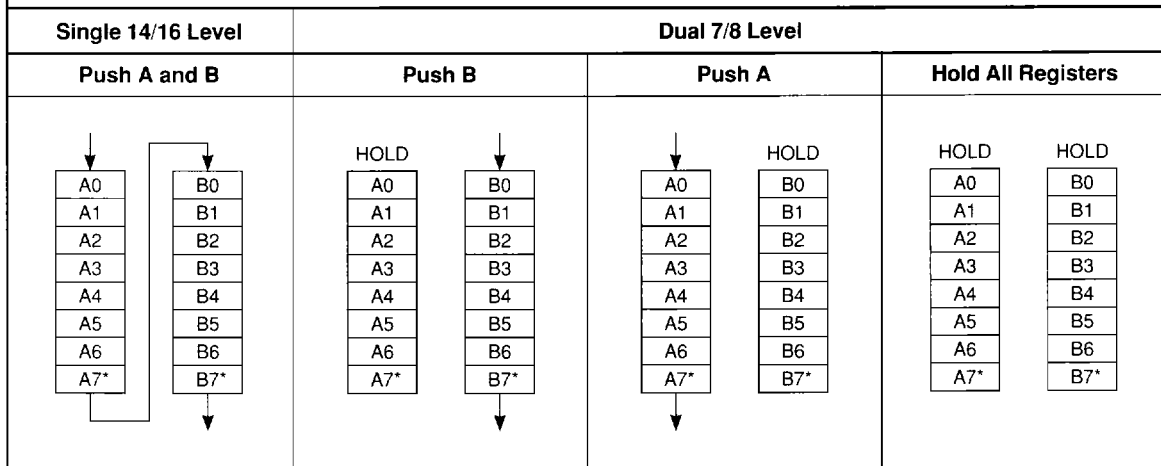 Single 14/16 Level Dual 7/8 Level
Push A and B Push B Push A Hold All Registers
HOLD HOLD HOLD HOLD
A0 B0 A0 B0 A0 B0 A0 B0
A1 B1 A1 B1 A1 B1 A1 B1
A2 B2 A2 B2 A2 B2 A2 B2
A3 B3 A3 B3 A3 B3 A3 B3
A4 B4 A4 B4 A4 B4 A4 B4
A5 B5 A5 B5 A5 B5 A5 B5
A6 B6 A6 B6 A6 B6 A6 B6
A7* B7* A7* B7* A7* B7* A7* B7*